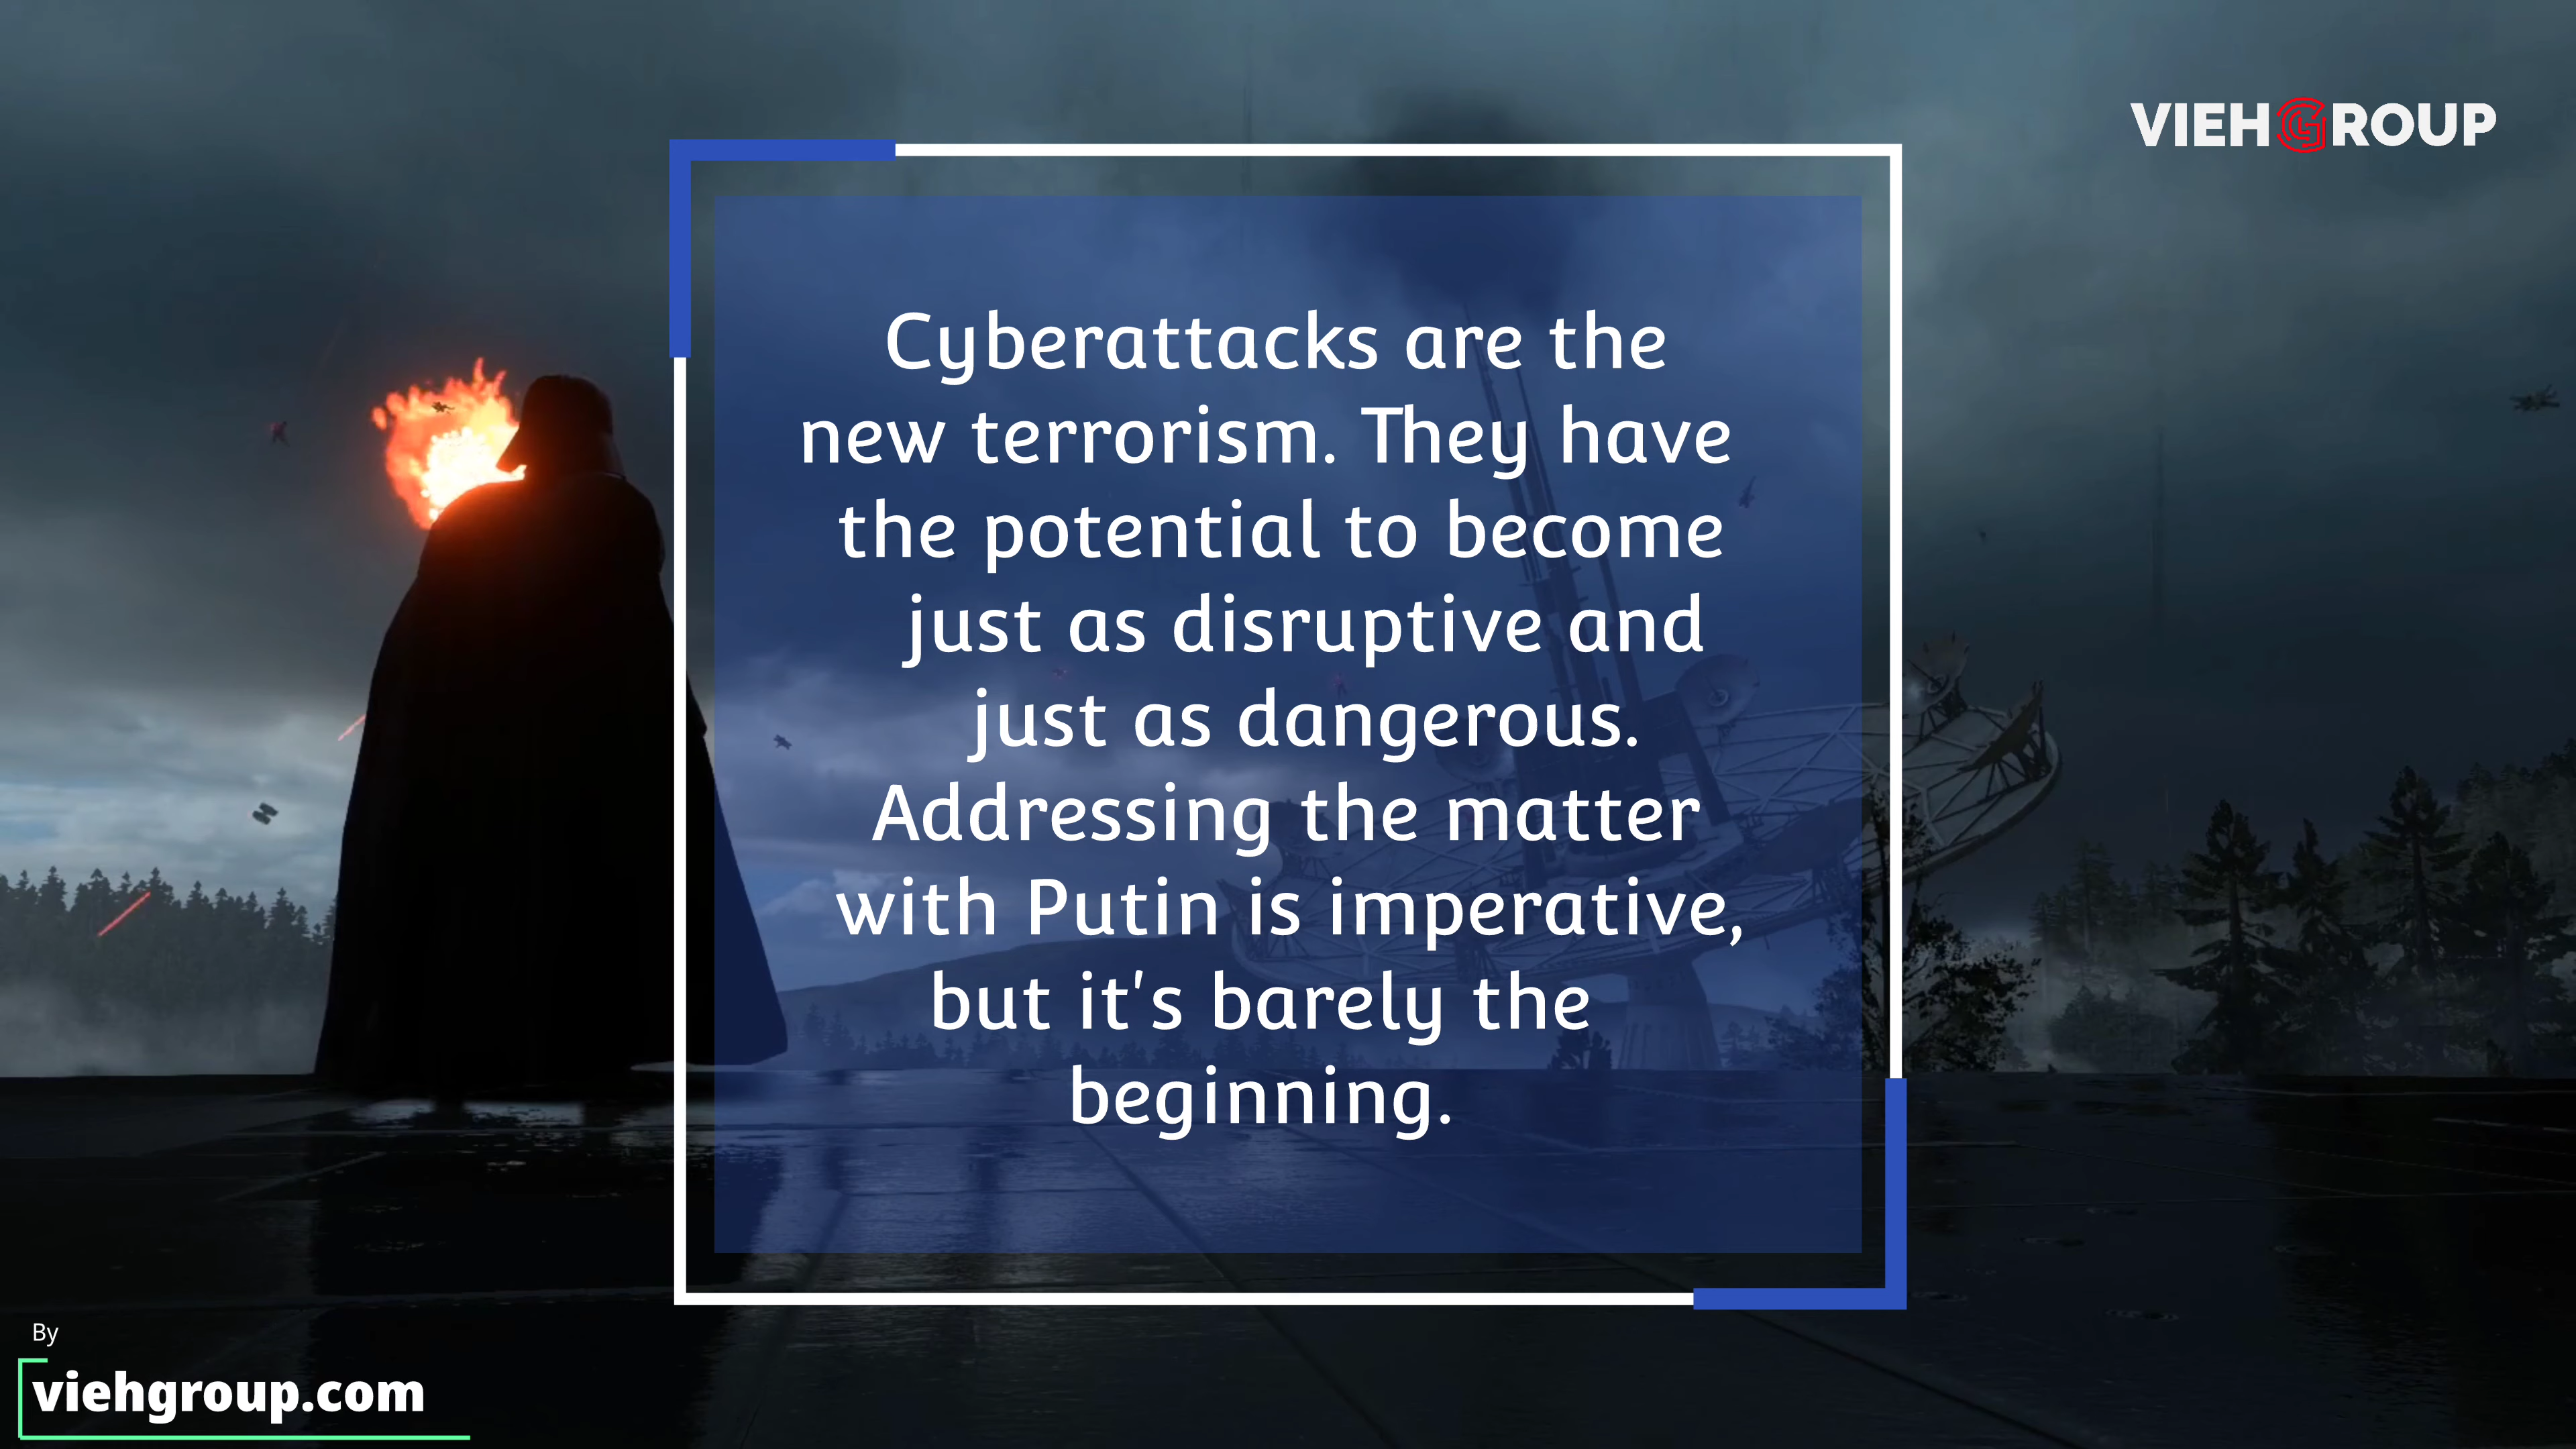 VIEHGROUP
Cyberattacks are the
new terrorism. They have
the potential to become
just as disruptive and
just as dangerous.
Addressing the matter
with Putin is imperative,
but it's barely the
beginning.
By
viehgroup.com